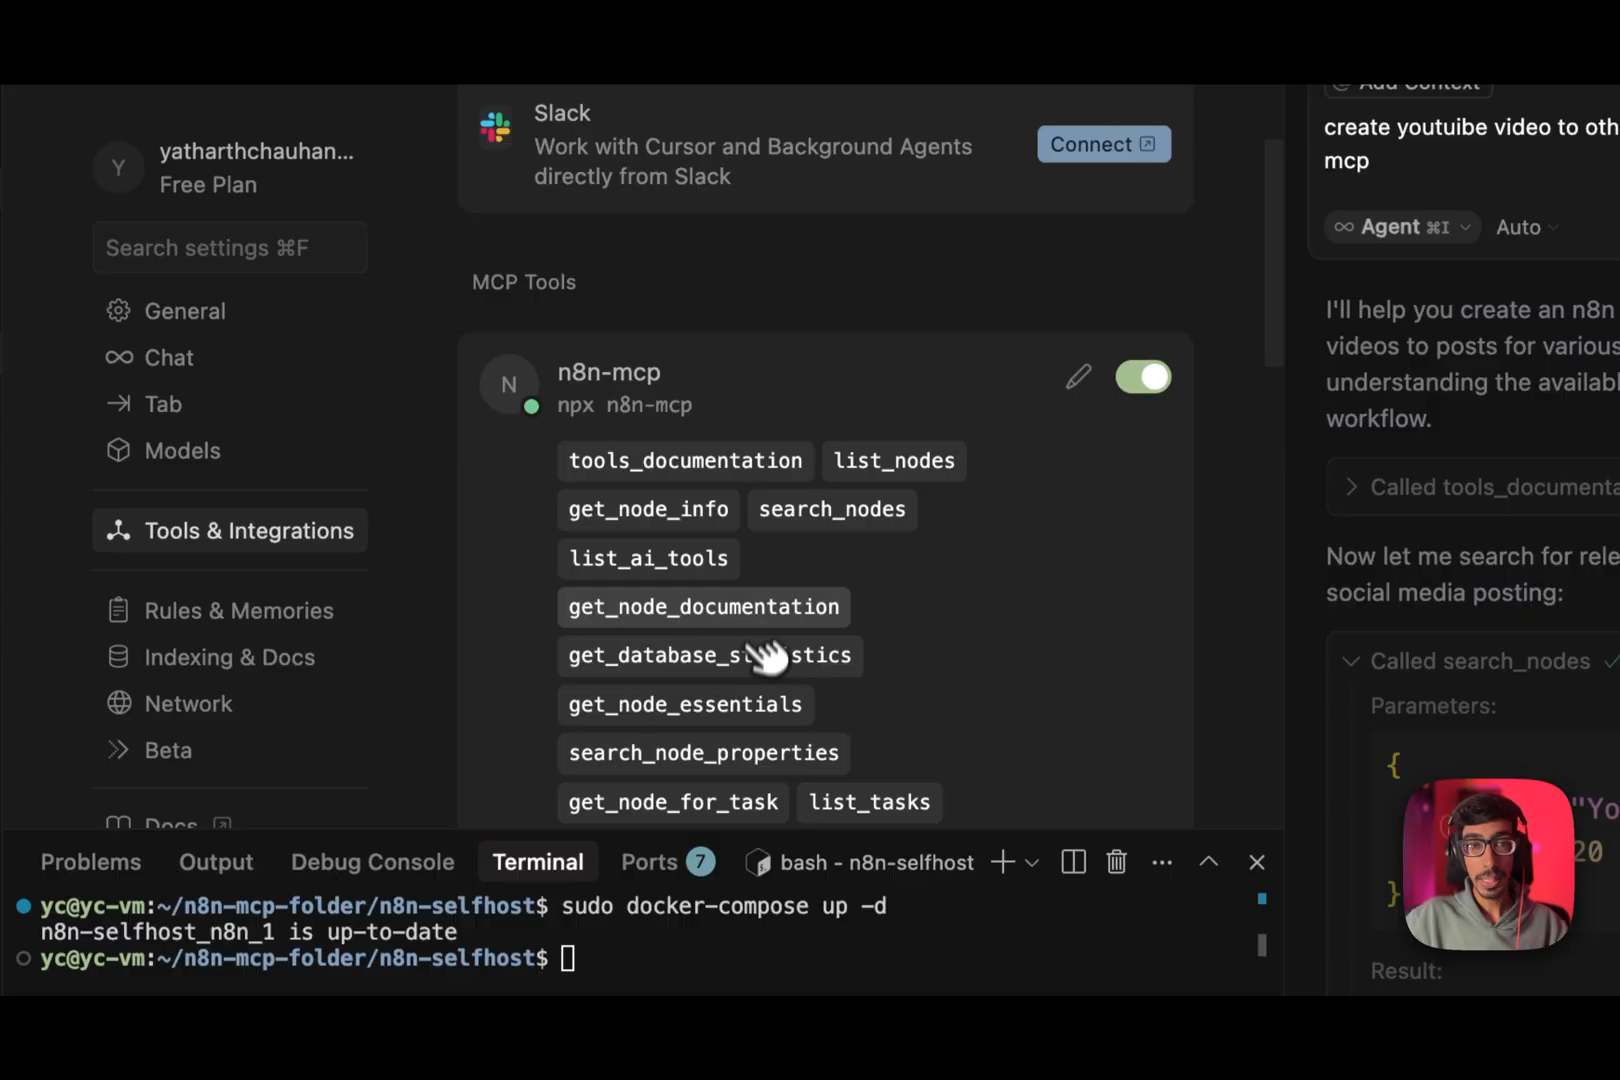 Y
yatharthchauhan...
Free Plan
Search settings ⌘F
General
Chat
Tab
Models
Tools & Integrations
Rules & Memories
Indexing & Docs
Network
Beta
Docs
Slack
Work with Cursor and Background Agents
directly from Slack
Connect
MCP Tools
N
n8n-mcp
npx n8n-mcp
tools_documentation list_nodes
get_node_info search_nodes
list_ai_tools
get_node_documentation
get_node_essentials
search_node_properties
get_node_for_task list_tasks
Add Context
create youtuibe video to oth
mcp
Agent ⌘I Auto
I'll help you create an n8n
videos to posts for various
understanding the availab
workflow.
Called tools_documenta
Now let me search for rele
social media posting:
Called search_nodes
Parameters:
{
"Yo
20
}
Result:
Problems Output Debug Console Terminal Ports 7 bash - n8n-selfhost
yc@yc-vm:~/n8n-mcp-folder/n8n-selfhost$ sudo docker-compose up -d
n8n-selfhost_n8n_1 is up-to-date
yc@yc-vm:~/n8n-mcp-folder/n8n-selfhost$